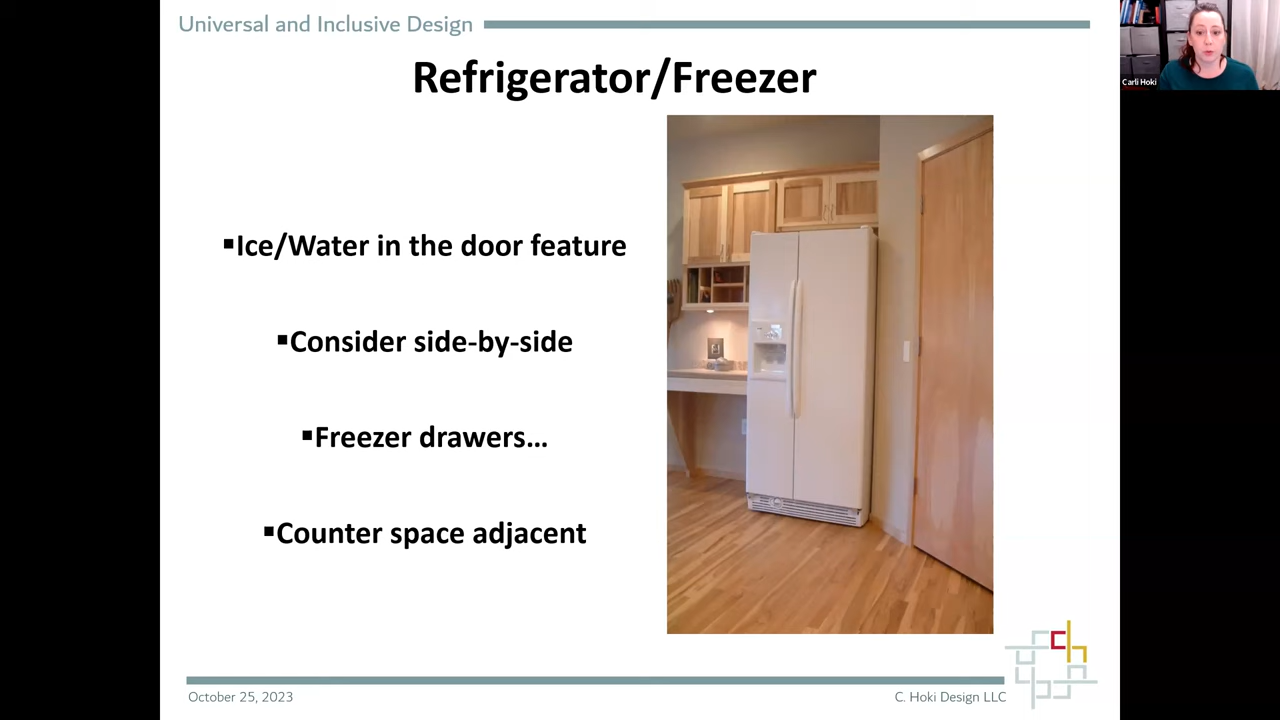 Universal and Inclusive Design
Refrigerator/Freezer
▪Ice/Water in the door feature
▪Consider side-by-side
▪Freezer drawers…
▪Counter space adjacent
October 25, 2023
C. Hoki Design LLC
ch
Carli Hoki